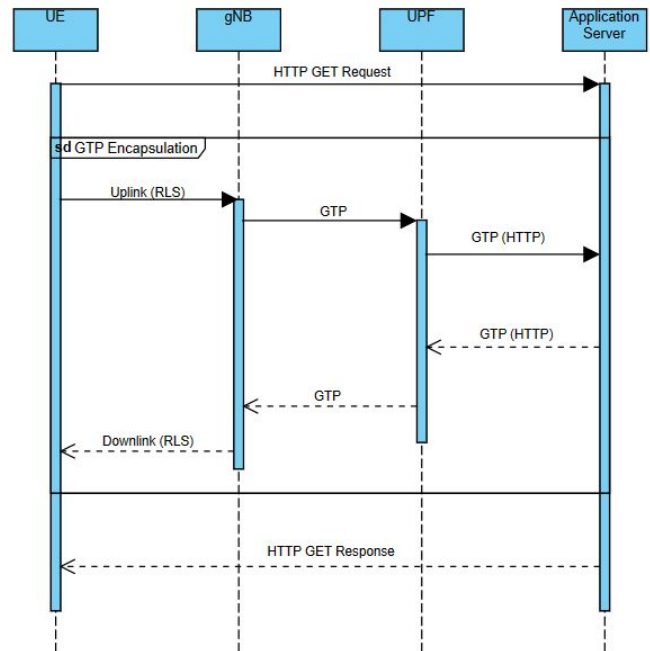 UE
gNB
UPF
Application
Server
HTTP GET Request
sd GTP Encapsulation
Uplink (RLS)
GTP
GTP (HTTP)
GTP (HTTP)
GTP
Downlink (RLS)
HTTP GET Response